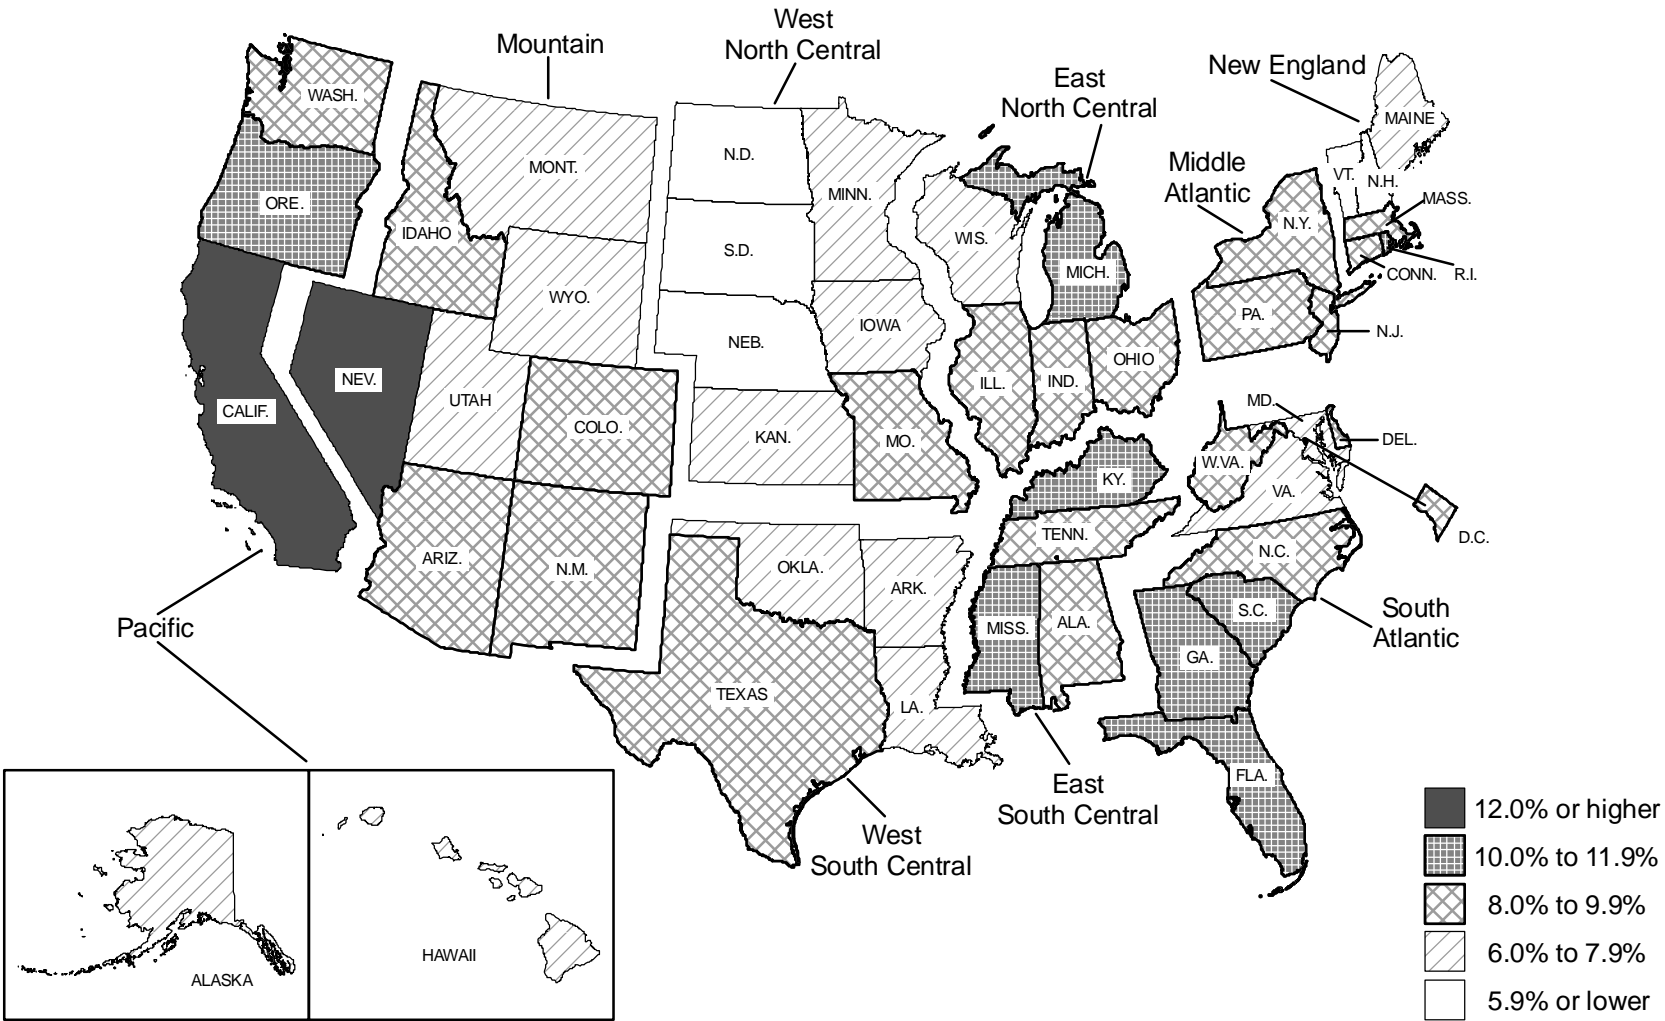 West
North Central
Mountain
New England
East
North Central
Middle
Atlantic
WASH.
MAINE
N.D.
MONT.
VT.
N.H.
MINN.
MASS.
ORE.
N.Y.
IDAHO
WIS.
S.D.
MICH.
CONN.
R.I.
WYO.
PA.
IOWA
N.J.
NEB.
OHIO
NEV.
IND.
ILL.
UTAH
MD.
CALIF.
COLO.
KAN.
MO.
DEL.
W.VA.
KY.
VA.
TENN.
D.C.
N.C.
ARIZ.
N.M.
OKLA.
ARK.
S.C.
South
Atlantic
Pacific
MISS.
ALA.
GA.
TEXAS
LA.
FLA.
East
South Central
West
South Central
HAWAII
ALASKA
12.0% or higher
10.0% to 11.9%
8.0% to 9.9%
6.0% to 7.9%
5.9% or lower